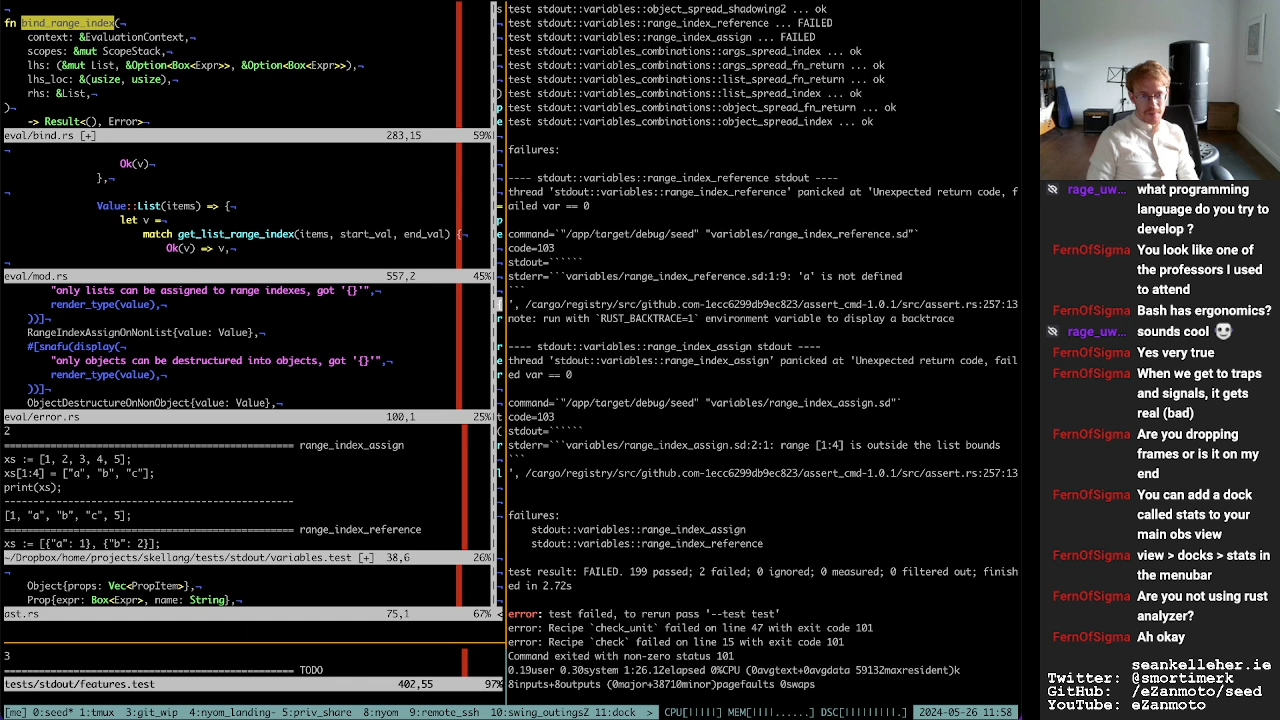 fn bind_range_index(¬
context: &EvaluationContext,¬
scopes: &mut ScopeStack,¬
lhs: (&mut List, &Option<Box<Expr>>, &Option<Box<Expr>>),¬
lhs_loc: &(usize, usize),¬
rhs: &List,¬
)¬
-> Result<(), Error>¬
eval/bind.rs [+] 283,15 59%
Ok(v)¬
},¬
Value::List(items) => {¬
let v =¬
match get_list_range_index(items, start_val, end_val) {¬
Ok(v) => v,¬
eval/mod.rs 557,2 45%
"only lists can be assigned to range indexes, got '{}'",¬
render_type(value),¬
))]¬
RangeIndexAssignOnNonList{value: Value},¬
#[snafu(display(¬
"only objects can be destructured into objects, got '{}'",¬
render_type(value),¬
))]¬
ObjectDestructureOnNonObject{value: Value},¬
eval/error.rs 100,1 25%
2
================================================= range_index_assign
xs := [1, 2, 3, 4, 5];
xs[1:4] = ["a", "b", "c"];
print(xs);
-------------------------------------------------
[1, "a", "b", "c", 5];
================================================= range_index_reference
xs := [{"a": 1}, {"b": 2}];
~/Dropbox/home/projects/skellang/tests/stdout/variables.test [+] 38,6 26%
Object{props: Vec<PropItem>},¬
Prop{expr: Box<Expr>, name: String},¬
ast.rs 75,1 67% <
3
================================================= TODO
tests/stdout/features.test 402,55 97%
test stdout::variables::object_spread_shadowing2 ... ok
test stdout::variables::range_index_reference ... FAILED
test stdout::variables::range_index_assign ... FAILED
test stdout::variables_combinations::args_spread_index ... ok
test stdout::variables_combinations::list_spread_fn_return ... ok
test stdout::variables_combinations::list_spread_index ... ok
test stdout::variables_combinations::object_spread_fn_return ... ok
test stdout::variables_combinations::object_spread_index ... ok
failures:
---- stdout::variables::range_index_reference stdout ----
thread 'stdout::variables::range_index_reference' panicked at 'Unexpected return code, f
ailed var == 0
command=`"/app/target/debug/seed" "variables/range_index_reference.sd"`
code=103
stdout=``````
stderr=```variables/range_index_reference.sd:1:9: 'a' is not defined
```
', /cargo/registry/src/github.com-1ecc6299db9ec823/assert_cmd-1.0.1/src/assert.rs:257:13
note: run with `RUST_BACKTRACE=1` environment variable to display a backtrace
---- stdout::variables::range_index_assign stdout ----
thread 'stdout::variables::range_index_assign' panicked at 'Unexpected return code, fail
ed var == 0
command=`"/app/target/debug/seed" "variables/range_index_assign.sd"`
code=103
stdout=``````
stderr=```variables/range_index_assign.sd:2:1: range [1:4] is outside the list bounds
```
', /cargo/registry/src/github.com-1ecc6299db9ec823/assert_cmd-1.0.1/src/assert.rs:257:13
failures:
stdout::variables::range_index_assign
stdout::variables::range_index_reference
test result: FAILED. 199 passed; 2 failed; 0 ignored; 0 measured; 0 filtered out; finish
ed in 2.72s
error: test failed, to rerun pass '--test test'
error: Recipe `check_unit` failed on line 47 with exit code 101
error: Recipe `check` failed on line 15 with exit code 101
Command exited with non-zero status 101
0.19user 0.30system 1:26.12elapsed 0%CPU (0avgtext+0avgdata 59132maxresident)k
8inputs+8outputs (0major+38710minor)pagefaults 0swaps
[me] 0:seed* 1:tmux 3:git_wip 4:nyom_landing- 5:priv_share 8:nyom 9:remote_ssh 10:swing_outingsZ 11:dock > CPU[|||||] MEM[||||......] DSC[||||||.] 2024-05-26 11:58
rage_uw... what programming
language do you try to
develop ?
FernOfSigma You look like one of
the professors I used
to attend
FernOfSigma Bash has ergonomics?
rage_uw... sounds cool
FernOfSigma Yes very true
FernOfSigma When we get to traps
and signals, it gets
real (bad)
FernOfSigma Are you dropping
frames or is it on my
end
FernOfSigma You can add a dock
called stats to your
main obs view
FernOfSigma view > docks > stats in
the menubar
FernOfSigma Are you not using rust
analyzer?
FernOfSigma Ah okay
seankelleher.ie
Twitter: @smortimerk
YouTube: @ezanmoto
GitHub: /ezanmoto/seed